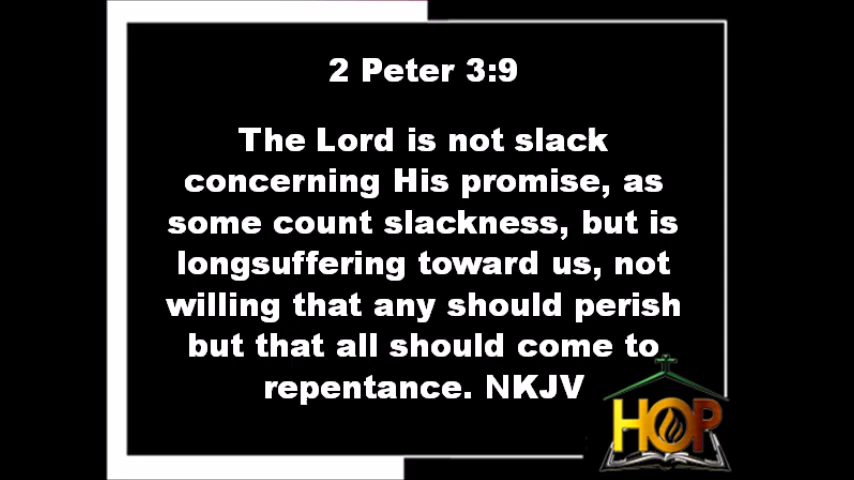 2 Peter 3:9
The Lord is not slack
concerning His promise, as
some count slackness, but is
longsuffering toward us, not
willing that any should perish
but that all should come to
repentance. NKJV
HOP